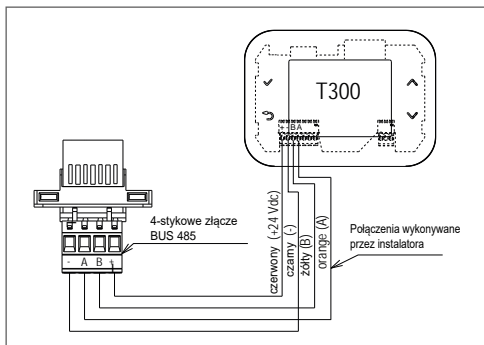 T300
+ - B A
4-stykowe złącze
BUS 485
- A B +
czerwony (+24 Vdc)
czarny (-)
żółty (B)
orange (A)
Połączenia wykonywane
przez instalatora